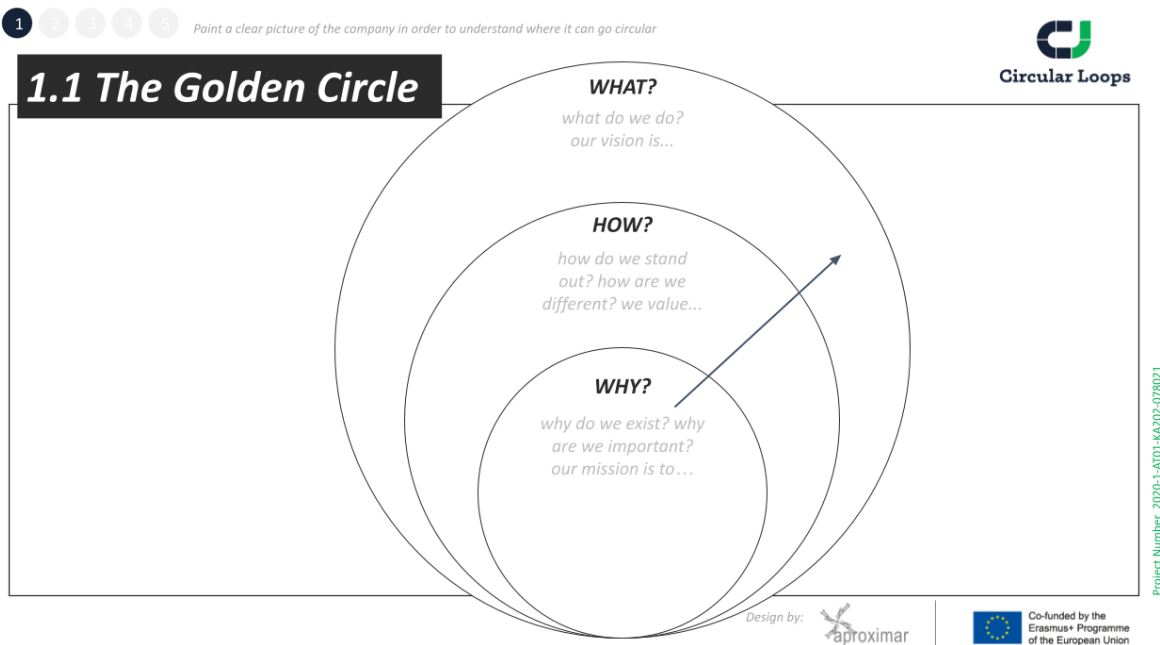 1 2 3 4 5
Paint a clear picture of the company in order to understand where it can go circular
Circular Loops
1.1 The Golden Circle
WHAT?
what do we do?
our vision is...
HOW?
how do we stand
out? how are we
different? we value...
WHY?
why do we exist? why
are we important?
our mission is to...
Project Number 2020-1-AT01-KA202-078021
Design by:
aproximar
Co-funded by the
Erasmus+ Programme
of the European Union